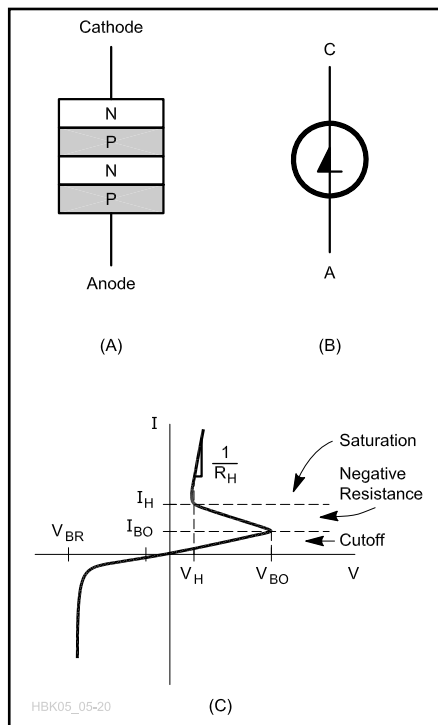 Cathode
N
P
N
P
Anode
(A)
C
A
(B)
I
1
R_H
Saturation
Negative
Resistance
I_H
I_BO
Cutoff
V_BR
V_H
V_BO
V
HBK05_05-20
(C)